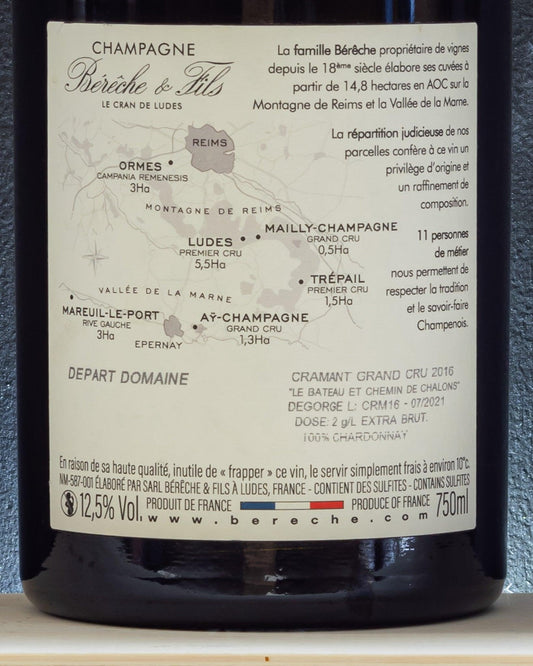 CHAMPAGNE
Bérêche & Fils
LE CRAN DE LUDES
La famille Bérêche propriétaire de vignes
depuis le 18ème siècle élabore ses cuvées à
partir de 14,8 hectares en AOC sur la
Montagne de Reims et la Vallée de la Marne.
La répartition judicieuse de nos
parcelles confère à ce vin un
privilège d'origine et
un raffinement de
composition.
11 personnes
de métier
nous permettent de
respecter la tradition
et le savoir-faire
Champenois.
REIMS
ORMES
CAMPANIA REMENESIS
3Ha
MONTAGNE DE REIMS
MAILLY-CHAMPAGNE
GRAND CRU
0,5Ha
LUDES
PREMIER CRU
5,5Ha
TRÉPAIL
PREMIER CRU
1,5Ha
VALLÉE DE LA MARNE
MAREUIL-LE-PORT
RIVE GAUCHE
3Ha
AŸ-CHAMPAGNE
GRAND CRU
1,3Ha
EPERNAY
DEPART DOMAINE
CRAMANT GRAND CRU 2016
"LE BATEAU ET CHEMIN DE CHALONS"
DEGORGE L: CRM16 - 07/2021
DOSE: 2 g/L EXTRA BRUT.
100% CHARDONNAY
En raison de sa haute qualité, inutile de « frapper » ce vin, le servir simplement frais à environ 10°c.
NM-587-001 ÉLABORÉ PAR SARL BÉRÊCHE & FILS À LUDES, FRANCE - CONTIENT DES SULFITES - CONTAINS SULFITES
12,5% Vol. PRODUIT DE FRANCE PRODUCE OF FRANCE 750ml
www.bereche.com